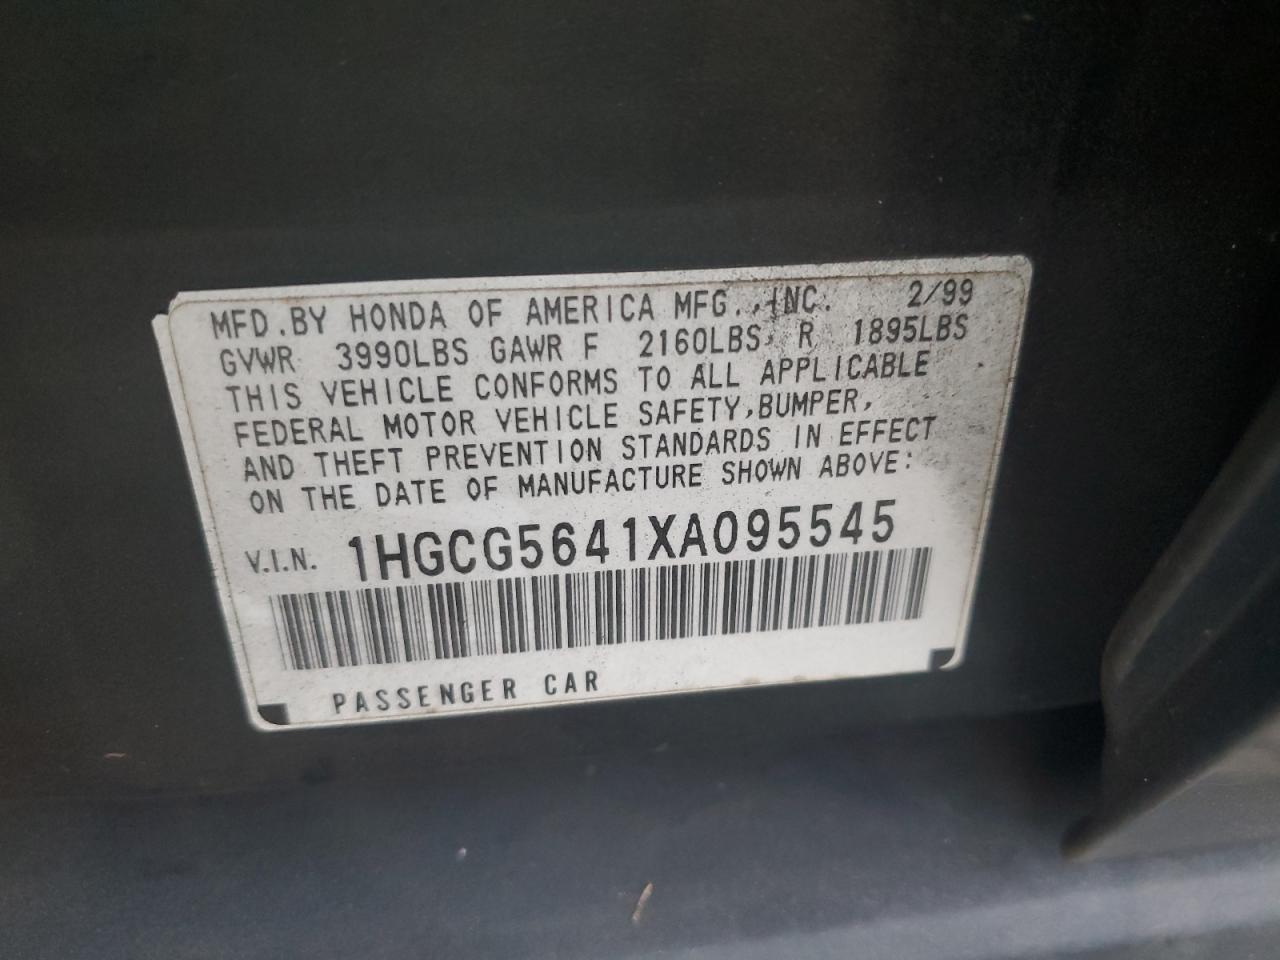 MFD.BY HONDA OF AMERICA MFG.,INC. 2/99
GVWR 3990LBS GAWR F 2160LBS R 1895LBS
THIS VEHICLE CONFORMS TO ALL APPLICABLE
FEDERAL MOTOR VEHICLE SAFETY,BUMPER,
AND THEFT PREVENTION STANDARDS IN EFFECT
ON THE DATE OF MANUFACTURE SHOWN ABOVE:
V.I.N. 1HGCG5641XA095545
PASSENGER CAR